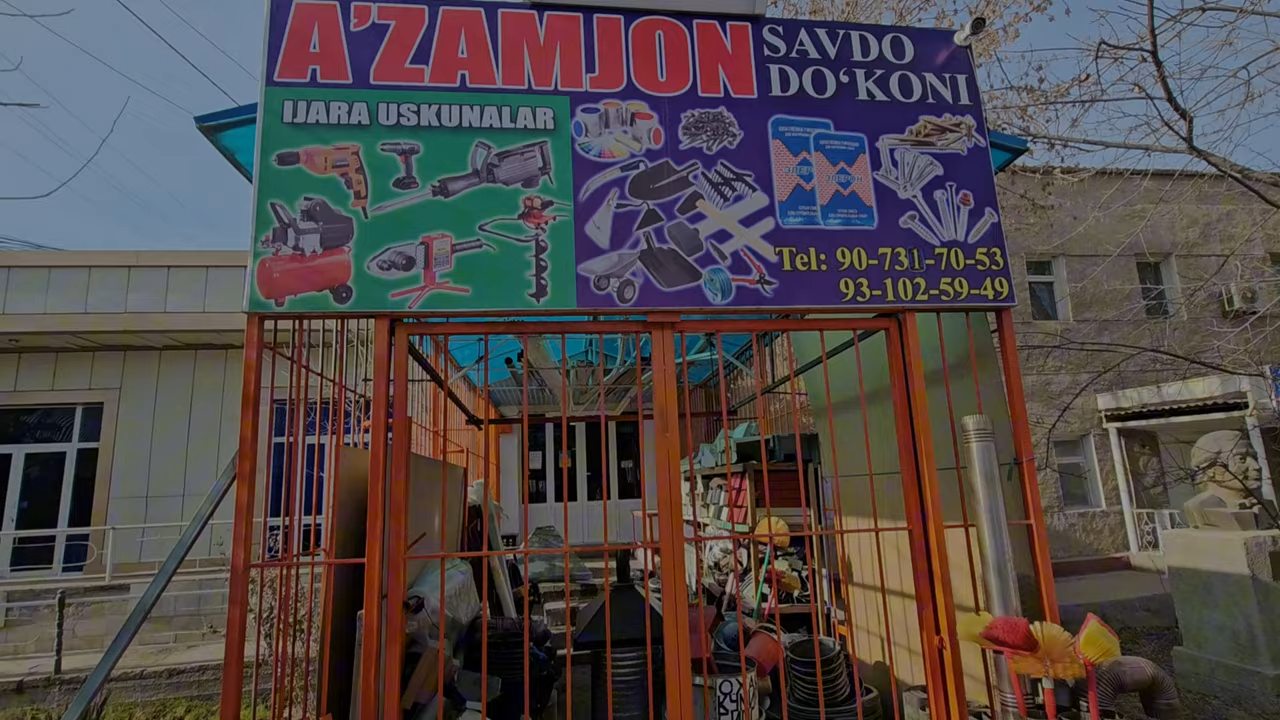 A'ZAMJON
SAVDO
DO‘KONI
IJARA USKUNALAR
Tel: 90-731-70-53
93-102-59-49